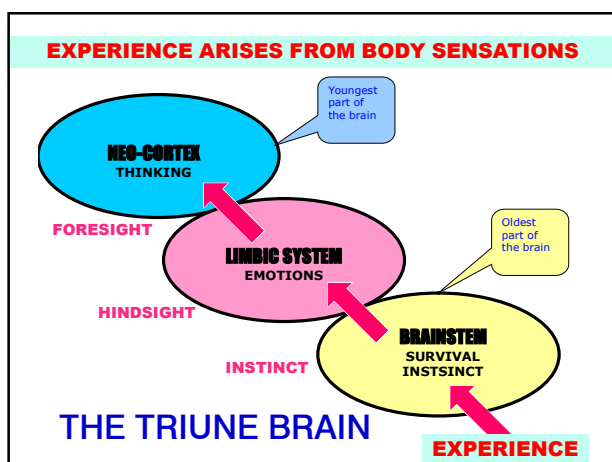 EXPERIENCE ARISES FROM BODY SENSATIONS
Youngest
part of
the brain
NEO-CORTEX
THINKING
FORESIGHT
Oldest
part of
the brain
LIMBIC SYSTEM
EMOTIONS
HINDSIGHT
BRAINSTEM
SURVIVAL
INSTSINCT
INSTINCT
THE TRIUNE BRAIN
EXPERIENCE